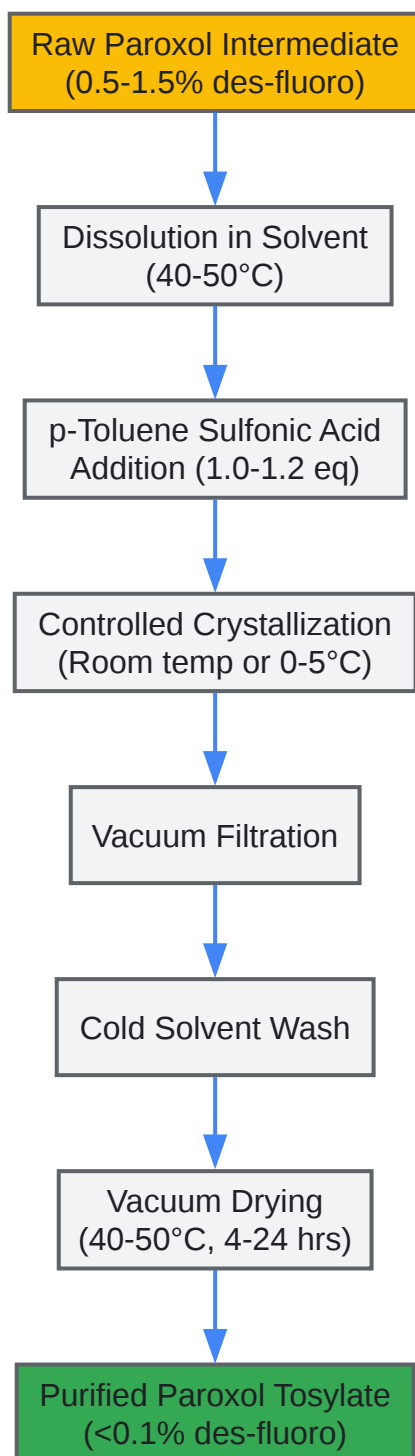 Raw Paroxol Intermediate
(0.5-1.5% des-fluoro)
Dissolution in Solvent
(40-50°C)
p-Toluene Sulfonic Acid
Addition (1.0-1.2 eq)
Controlled Crystallization
(Room temp or 0-5°C)
Vacuum Filtration
Cold Solvent Wash
Vacuum Drying
(40-50°C, 4-24 hrs)
Purified Paroxol Tosylate
(<0.1% des-fluoro)